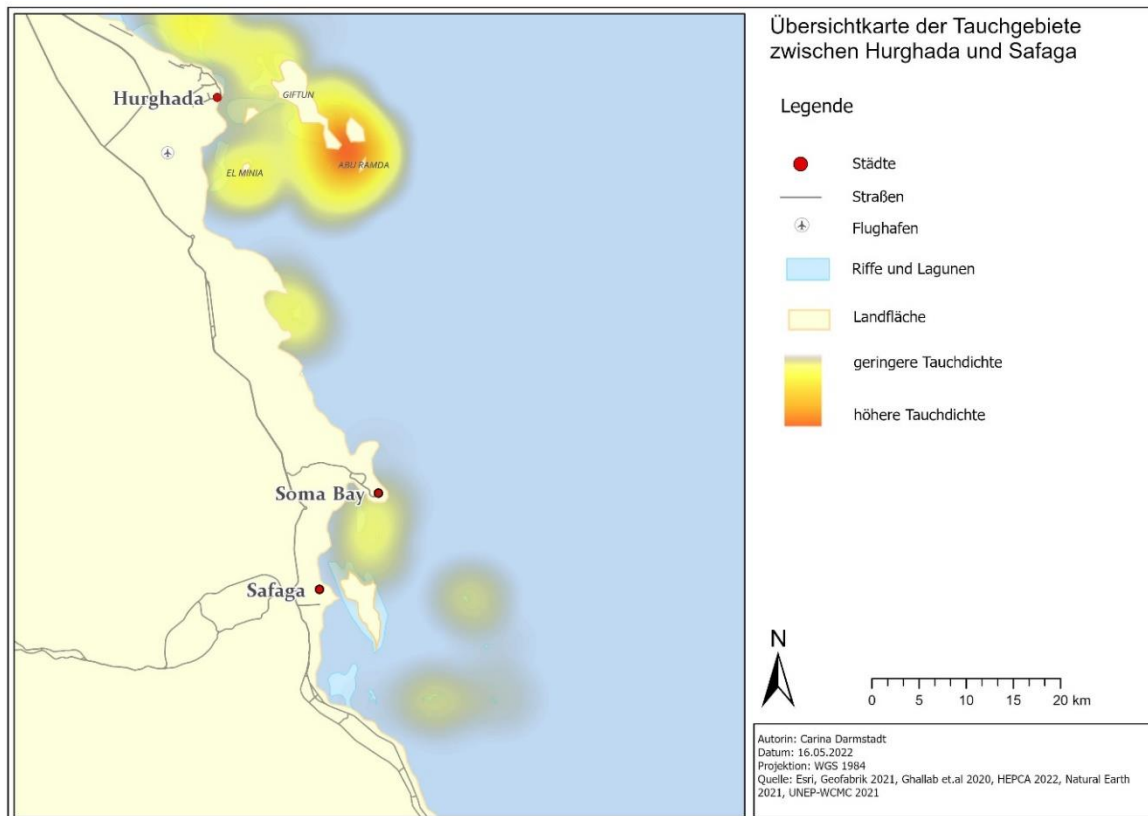 Übersichtkarte der Tauchgebiete
zwischen Hurghada und Safaga
Legende
Städte
Straßen
Flughafen
Riffe und Lagunen
Landfläche
geringere Tauchdichte
höhere Tauchdichte
Hurghada
GIFTUN
EL MINIA
ABU RAMDA
Soma Bay
Safaga
N
0 5 10 15 20 km
Autorin: Carina Darmstadt
Datum: 16.05.2022
Projektion: WGS 1984
Quelle: Esri, Geofabrik 2021, Ghallab et.al 2020, HEPCA 2022, Natural Earth
2021, UNEP-WCMC 2021